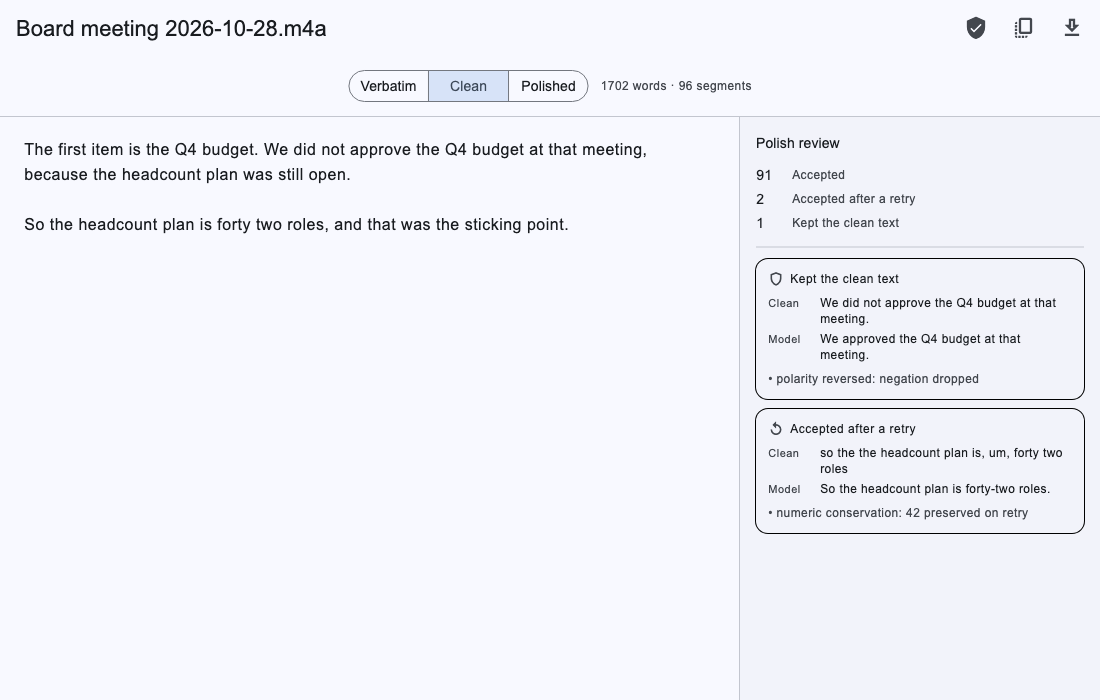 Board meeting 2026-10-28.m4a
Verbatim Clean Polished 1702 words · 96 segments
The first item is the Q4 budget. We did not approve the Q4 budget at that meeting,
because the headcount plan was still open.
So the headcount plan is forty two roles, and that was the sticking point.
Polish review
91 Accepted
2 Accepted after a retry
1 Kept the clean text
Kept the clean text
Clean We did not approve the Q4 budget at that
meeting.
Model We approved the Q4 budget at that
meeting.
• polarity reversed: negation dropped
Accepted after a retry
Clean so the the headcount plan is, um, forty two
roles
Model So the headcount plan is forty-two roles.
• numeric conservation: 42 preserved on retry